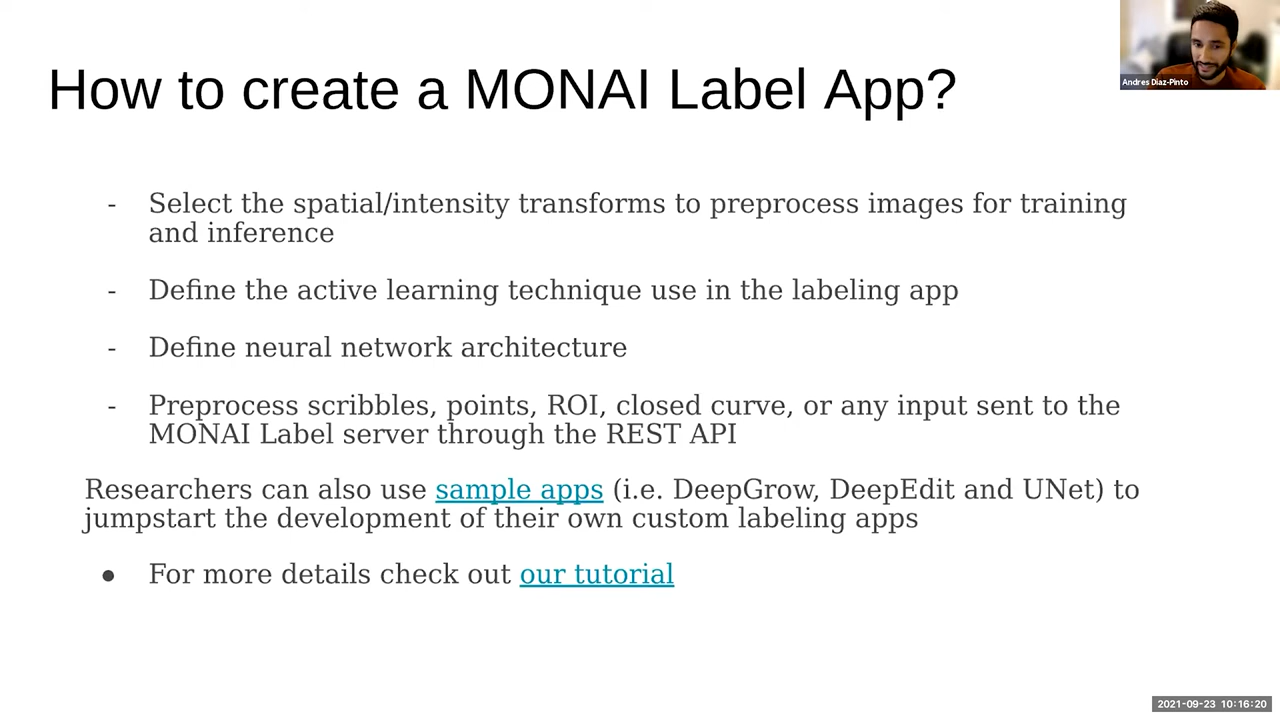 How to create a MONAI Label App?
Andres Diaz-Pinto
- Select the spatial/intensity transforms to preprocess images for training
and inference
- Define the active learning technique use in the labeling app
- Define neural network architecture
- Preprocess scribbles, points, ROI, closed curve, or any input sent to the
MONAI Label server through the REST API
Researchers can also use sample apps (i.e. DeepGrow, DeepEdit and UNet) to
jumpstart the development of their own custom labeling apps
● For more details check out our tutorial
2021-09-23 10:16:20